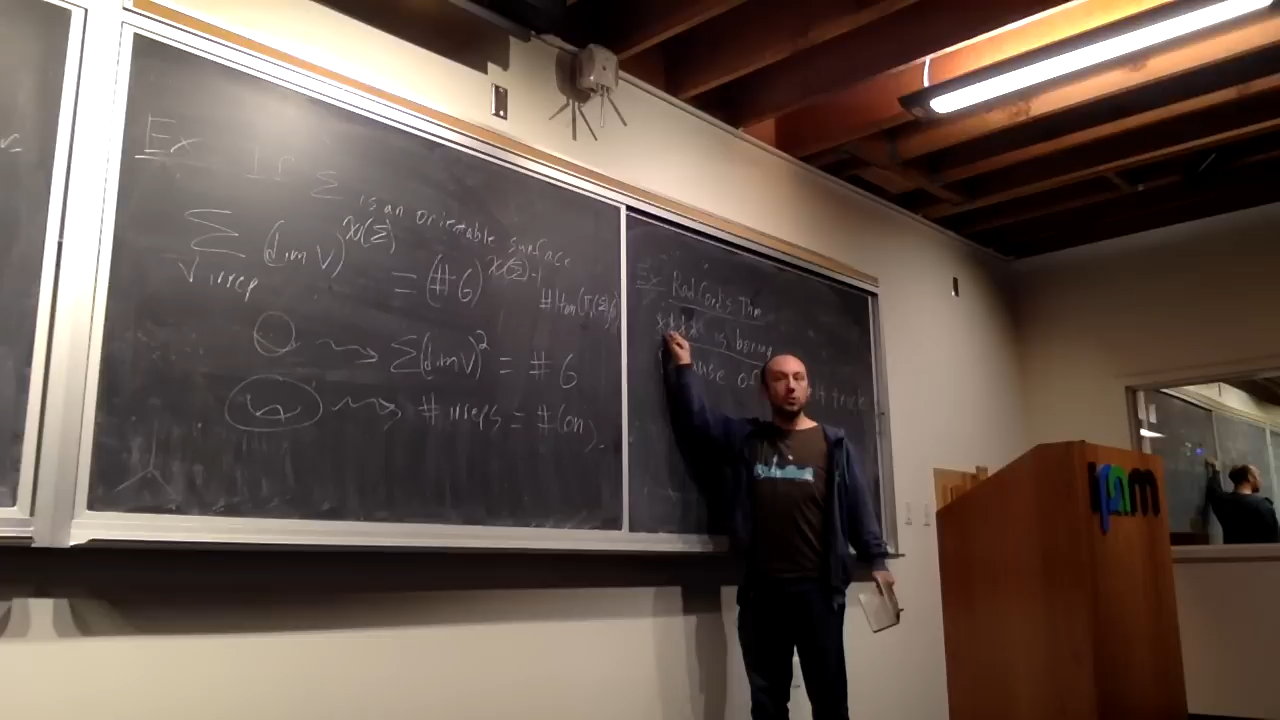 Ex If Σ is an orientable surface
Σ (dim V)^χ(Σ) = (#G)^χ(Σ)-1 #Hom(π₁(Σ),
V irrep
Σ(dim V)² = #G
# irreps = # conj.
Ex Radford's Thm
**** is boring
because of trick
ipam